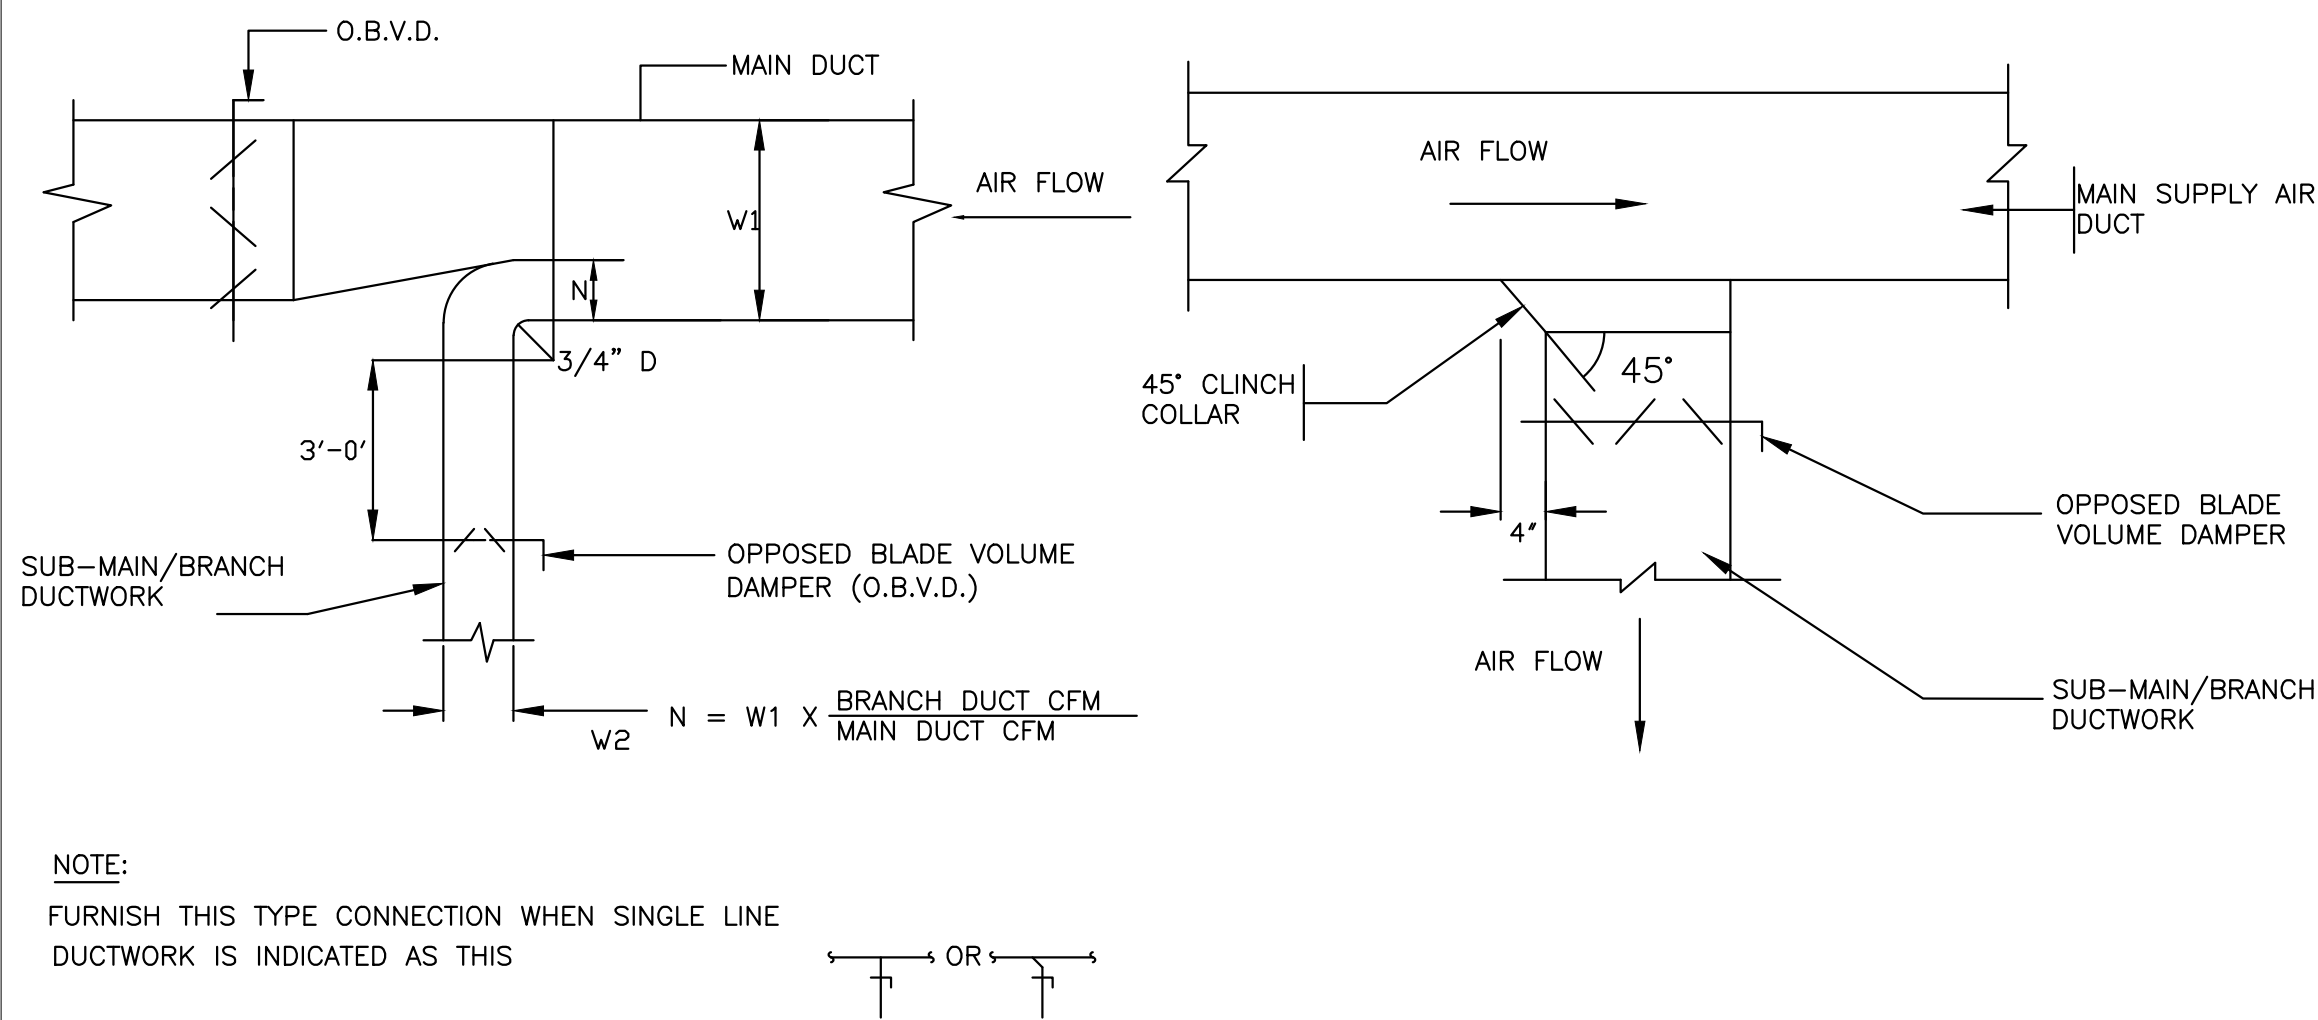 O.B.V.D.
MAIN DUCT
AIR FLOW
W1
N
3/4" D
3'-0'
SUB-MAIN/BRANCH
DUCTWORK
OPPOSED BLADE VOLUME
DAMPER (O.B.V.D.)
W2
N = W1 X BRANCH DUCT CFM
MAIN DUCT CFM
AIR FLOW
MAIN SUPPLY AIR
DUCT
45° CLINCH
COLLAR
45°
4"
OPPOSED BLADE
VOLUME DAMPER
AIR FLOW
SUB-MAIN/BRANCH
DUCTWORK
NOTE:
FURNISH THIS TYPE CONNECTION WHEN SINGLE LINE
DUCTWORK IS INDICATED AS THIS
OR